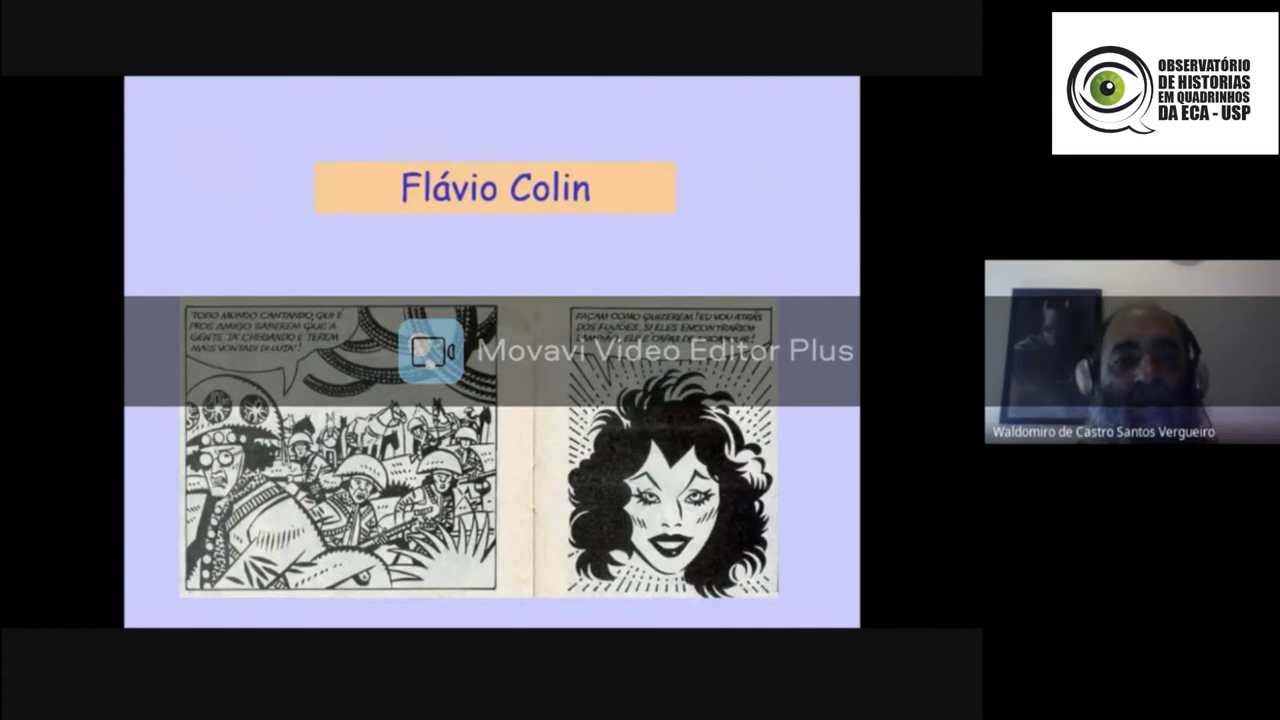 OBSERVATÓRIO
DE HISTORIAS
EM QUADRINHOS
DA ECA - USP
Flávio Colin
TODO MUNDO CANTANDO, QUI É
PROS AMIGO SABEREM QUE A
GENTE TÁ CHEGANDO E TEREM
MAIS VONTADI DI LUTA!
FAÇAM COMO QUIZEREM! EU VOU ATRÁS
DOS FUJÕES, SI ELES ENCONTRAREM
Movavi Video Editor Plus
Waldomiro de Castro Santos Vergueiro